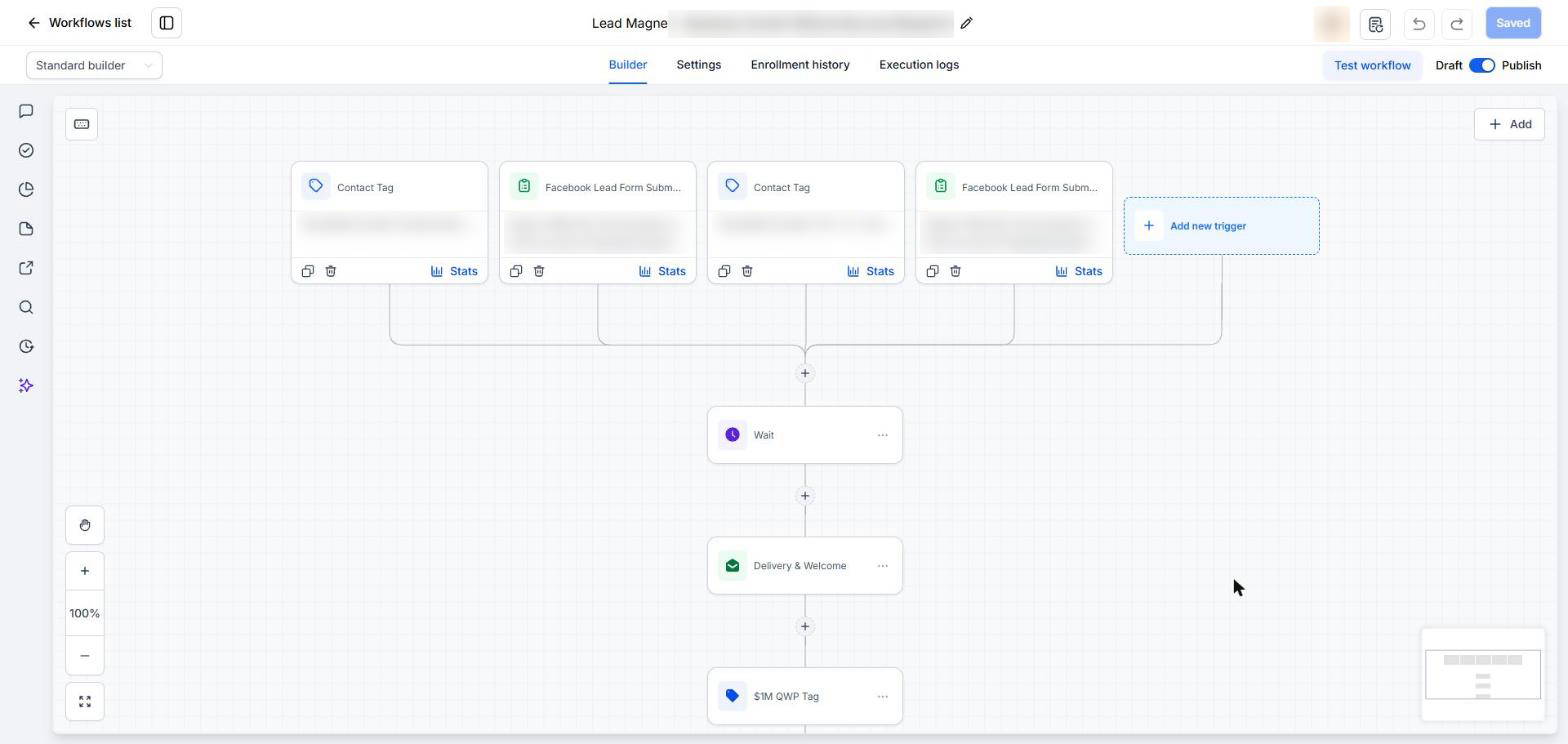 Workflows list
Lead Magne
Saved
Standard builder
Builder
Settings
Enrollment history
Execution logs
Test workflow
Draft
Publish
Add
Contact Tag
Facebook Lead Form Subm...
Contact Tag
Facebook Lead Form Subm...
Add new trigger
Stats
Stats
Stats
Stats
Wait
Delivery & Welcome
100%
$1M QWP Tag